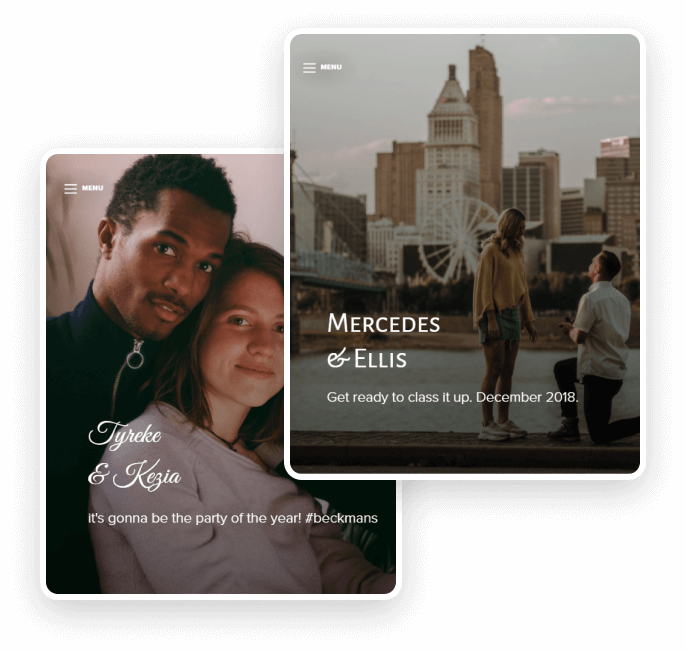 MENU
Mercedes
& Ellis
Get ready to class it up. December 2018.
MENU
Tyreke
& Kezia
it's gonna be the party of the year! #beckmans